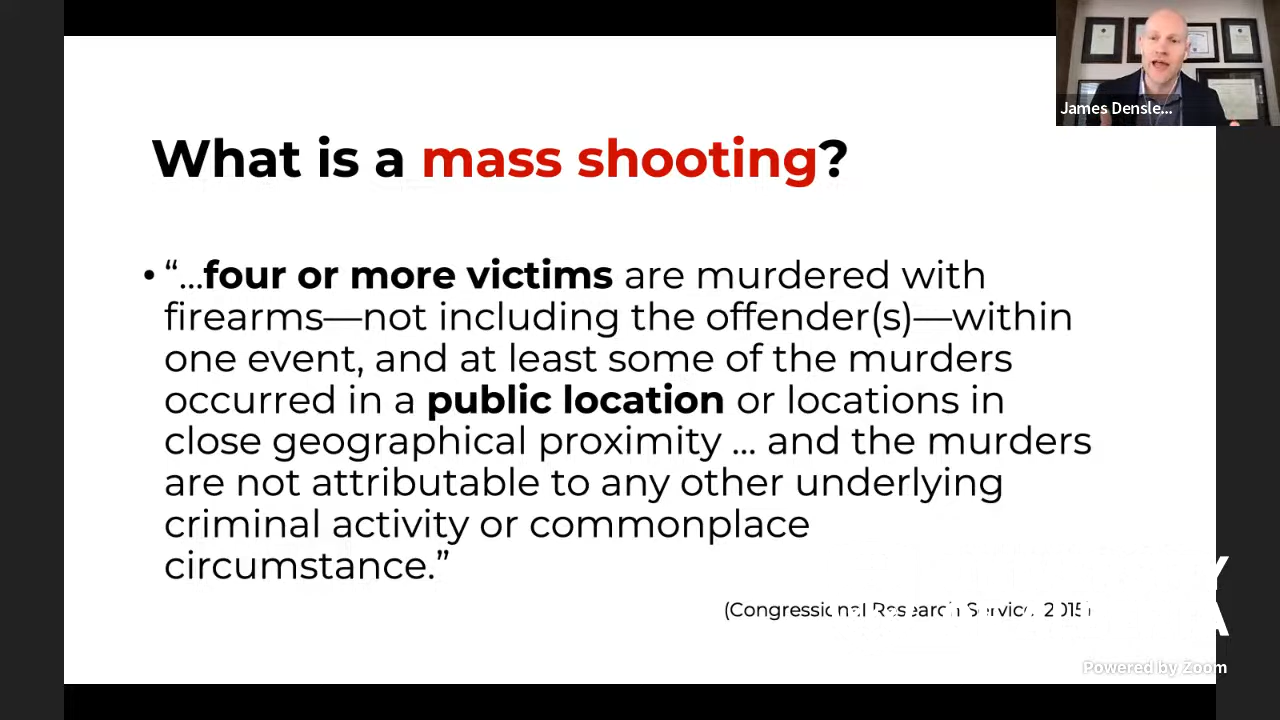 James Densle...
What is a mass shooting?
• “...four or more victims are murdered with
firearms—not including the offender(s)—within
one event, and at least some of the murders
occurred in a public location or locations in
close geographical proximity ... and the murders
are not attributable to any other underlying
criminal activity or commonplace
circumstance.”
(Congressional Research Service, 2015)
Y
A
Powered by Zoom